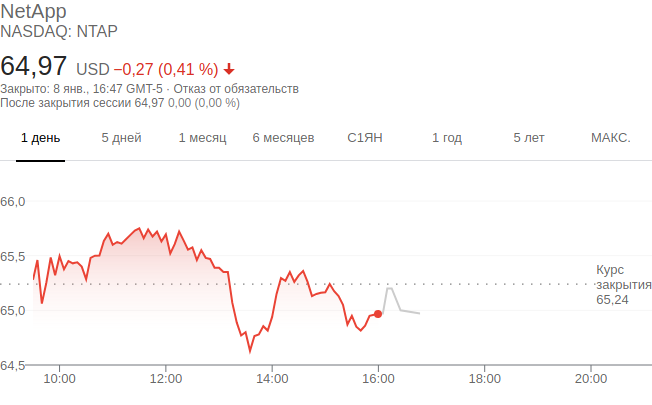 NetApp
NASDAQ: NTAP
64,97 USD −0,27 (0,41 %)
Закрыто: 8 янв., 16:47 GMT-5 · Отказ от обязательств
После закрытия сессии 64,97 0,00 (0,00 %)
1 день 5 дней 1 месяц 6 месяцев С1ЯН 1 год 5 лет МАКС.
66,0
65,5
Курс
закрытия
65,24
65,0
64,5
10:00 12:00 14:00 16:00 18:00 20:00